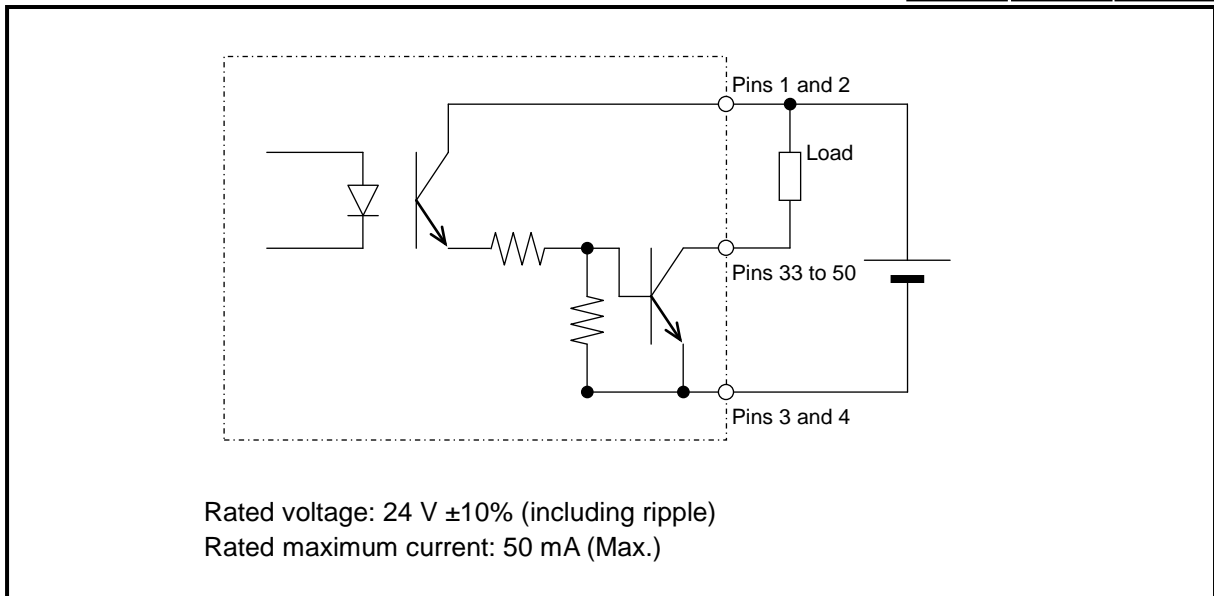 Pins 1 and 2
Load
Pins 33 to 50
Pins 3 and 4
Rated voltage: 24 V ±10% (including ripple)
Rated maximum current: 50 mA (Max.)